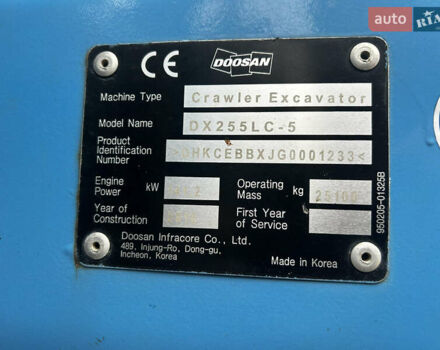 auto RIA
CE DOOSAN
Machine Type Crawler Excavator
Model Name DX255LC-5
Product
Identification
Number >DHKCEBBXJG0001233<
Engine
Power kW
Operating
Mass kg 25100
Year of
Construction
First Year
of Service
Doosan Infracore Co., Ltd.
489, Injung-Ro, Dong-gu,
Incheon, Korea
Made in Korea
950205-01325B